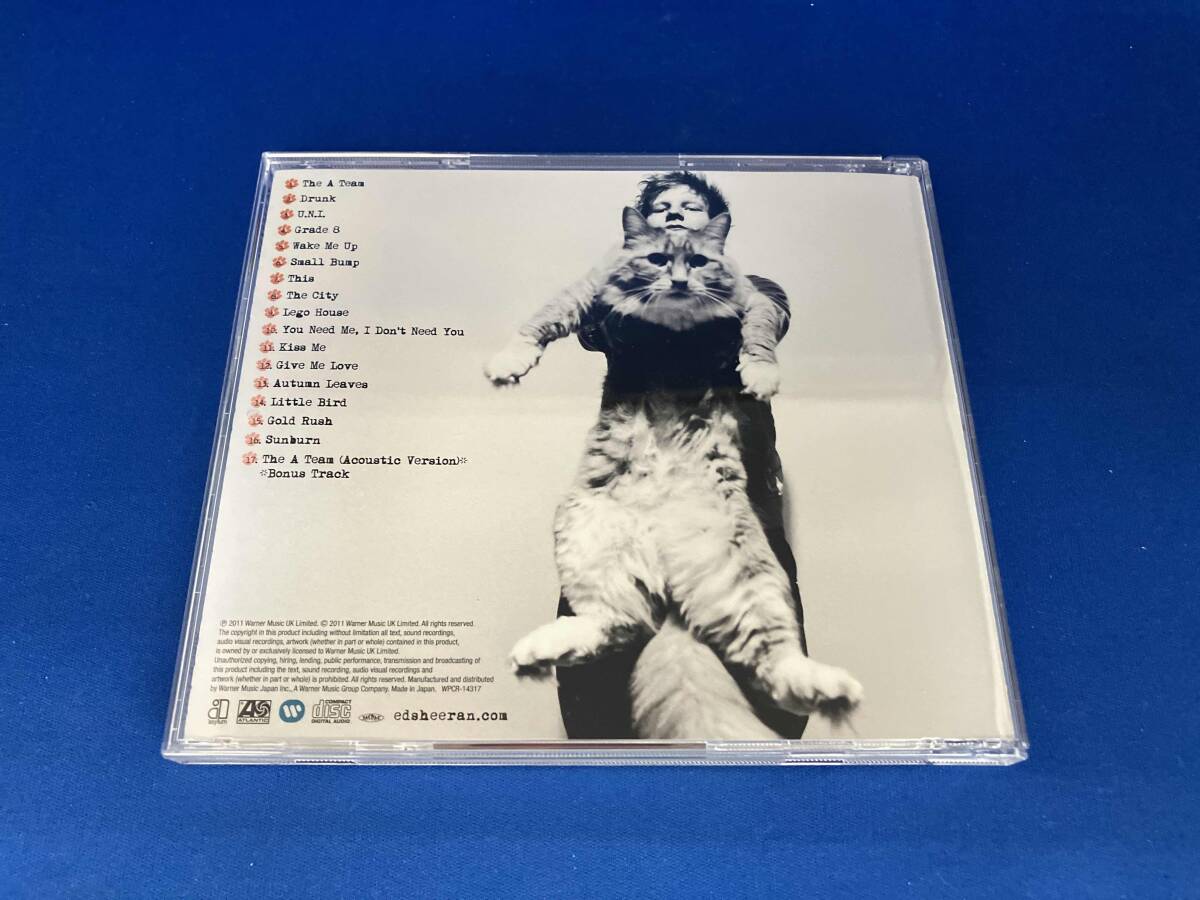 1. The A Team
2. Drunk
3. U.N.I.
4. Grade 8
5. Wake Me Up
6. Small Bump
7. This
8. The City
9. Lego House
10. You Need Me, I Don't Need You
11. Kiss Me
12. Give Me Love
13. Autumn Leaves
14. Little Bird
15. Gold Rush
16. Sunburn
17. The A Team (Acoustic Version)※
※Bonus Track
℗ 2011 Warner Music UK Limited. © 2011 Warner Music UK Limited. All rights reserved.
The copyright in this product including without limitation all text, sound recordings,
audio visual recordings, artwork (whether in part or whole) contained in this product,
is owned by or exclusively licensed to Warner Music UK Limited.
Unauthorized copying, hiring, lending, public performance, transmission and broadcasting of
this product including the text, sound recording, audio visual recordings and
artwork (whether in part or whole) is prohibited. All rights reserved. Manufactured and distributed
by Warner Music Japan Inc., A Warner Music Group Company. Made in Japan. WPCR-14317
asylum
ATLANTIC
COMPACT
disc
DIGITAL AUDIO
edsheeran.com